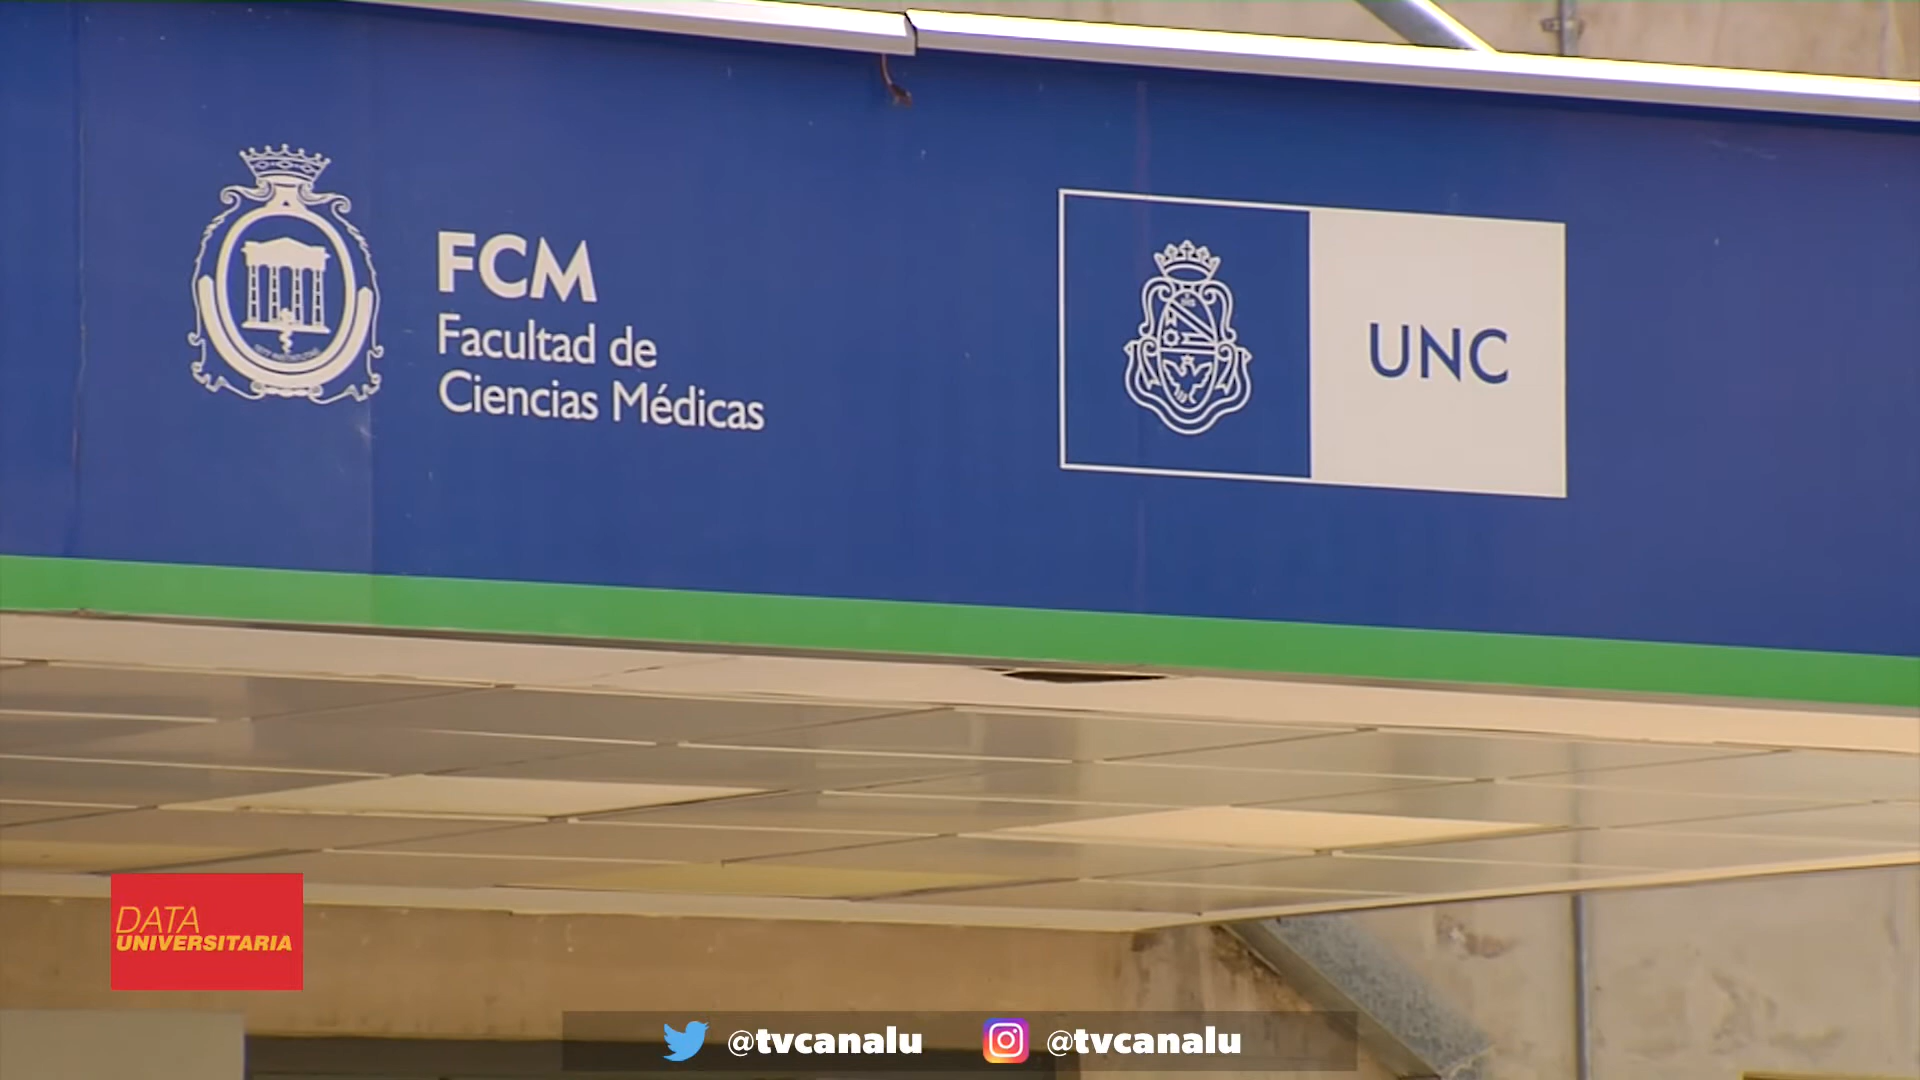 FCM
Facultad de
Ciencias Médicas
UNC
DATA
UNIVERSITARIA
@tvcanalu
@tvcanalu